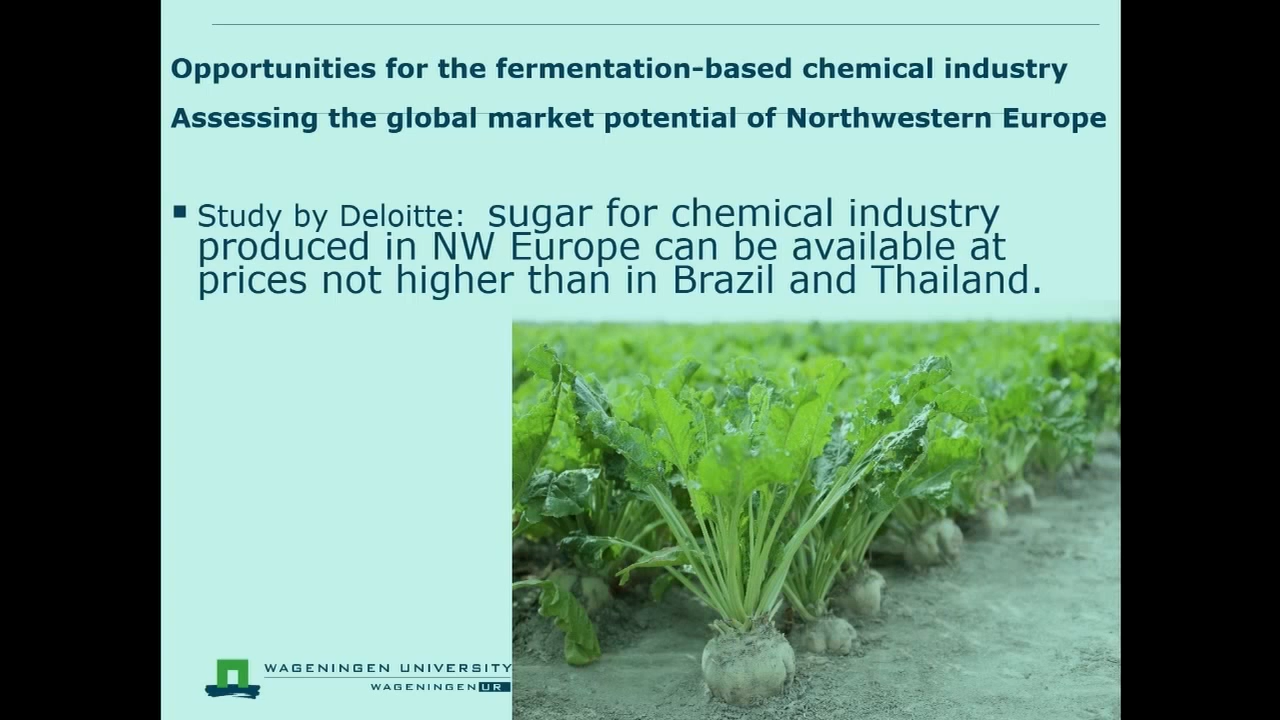 Opportunities for the fermentation-based chemical industry
Assessing the global market potential of Northwestern Europe
▪ Study by Deloitte: sugar for chemical industry
produced in NW Europe can be available at
prices not higher than in Brazil and Thailand.
WAGENINGEN UNIVERSITY
WAGENINGEN UR